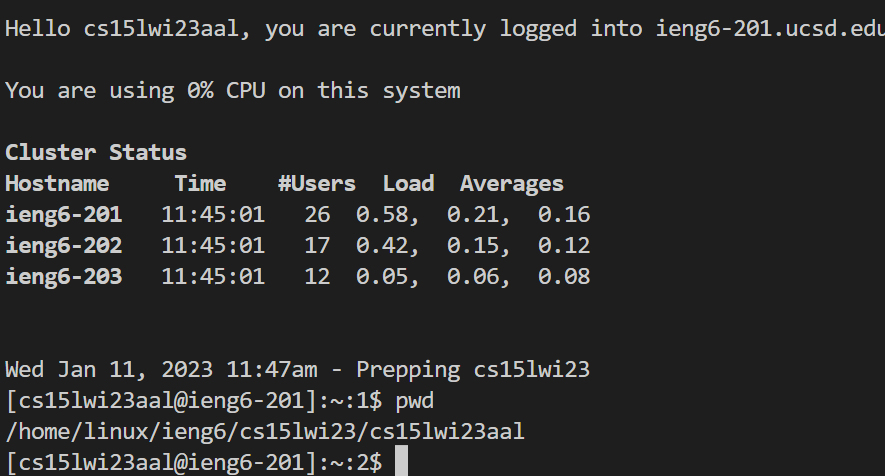 Hello cs15lwi23aal, you are currently logged into ieng6-201.ucsd.edu
You are using 0% CPU on this system
Cluster Status
Hostname Time #Users Load Averages
ieng6-201 11:45:01 26 0.58, 0.21, 0.16
ieng6-202 11:45:01 17 0.42, 0.15, 0.12
ieng6-203 11:45:01 12 0.05, 0.06, 0.08
Wed Jan 11, 2023 11:47am - Prepping cs15lwi23
[cs15lwi23aal@ieng6-201]:~:1$ pwd
/home/linux/ieng6/cs15lwi23/cs15lwi23aal
[cs15lwi23aal@ieng6-201]:~:2$